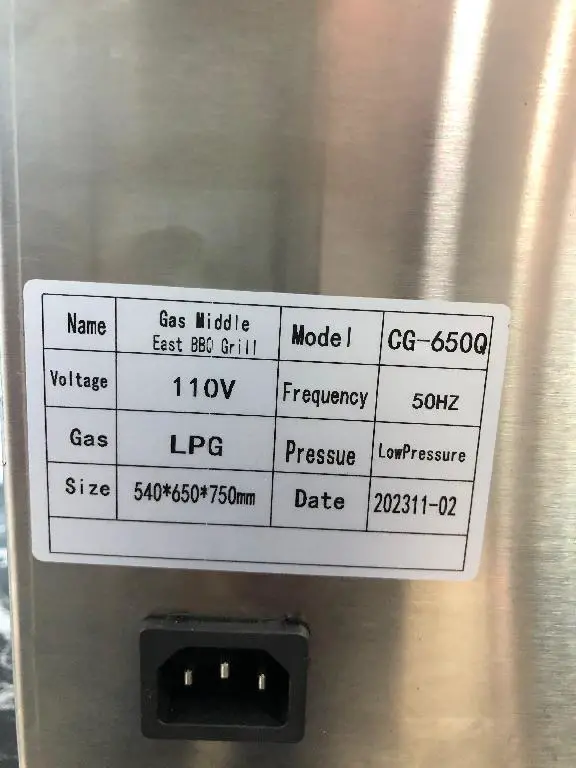 Name Gas Middle East BBQ Grill Model CG-650Q
Voltage 110V Frequency 50HZ
Gas LPG Pressue LowPressure
Size 540*650*750mm Date 202311-02